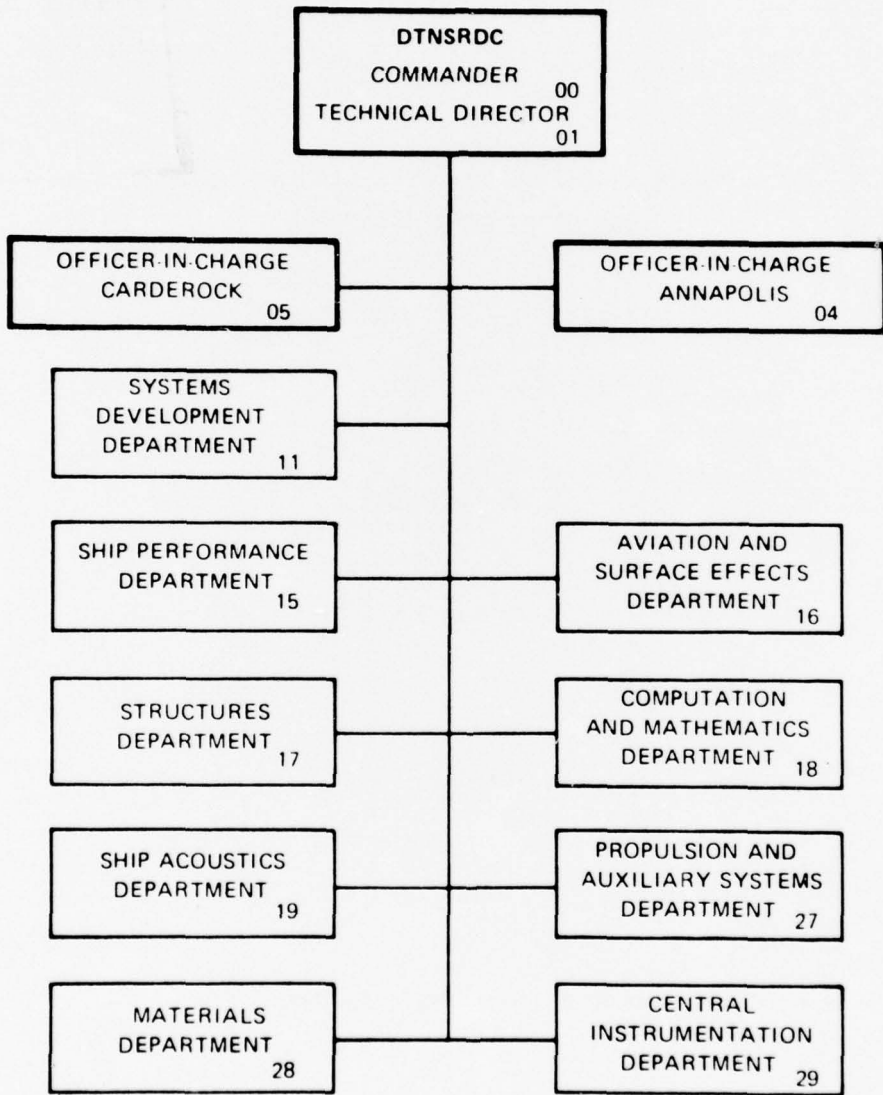 DTNSRDC
COMMANDER
00
TECHNICAL DIRECTOR
01
OFFICER-IN-CHARGE
CARDEROCK
05
OFFICER-IN-CHARGE
ANNAPOLIS
04
SYSTEMS
DEVELOPMENT
DEPARTMENT
11
SHIP PERFORMANCE
DEPARTMENT
15
AVIATION AND
SURFACE EFFECTS
DEPARTMENT
16
STRUCTURES
DEPARTMENT
17
COMPUTATION
AND MATHEMATICS
DEPARTMENT
18
SHIP ACOUSTICS
DEPARTMENT
19
PROPULSION AND
AUXILIARY SYSTEMS
DEPARTMENT
27
MATERIALS
DEPARTMENT
28
CENTRAL
INSTRUMENTATION
DEPARTMENT
29